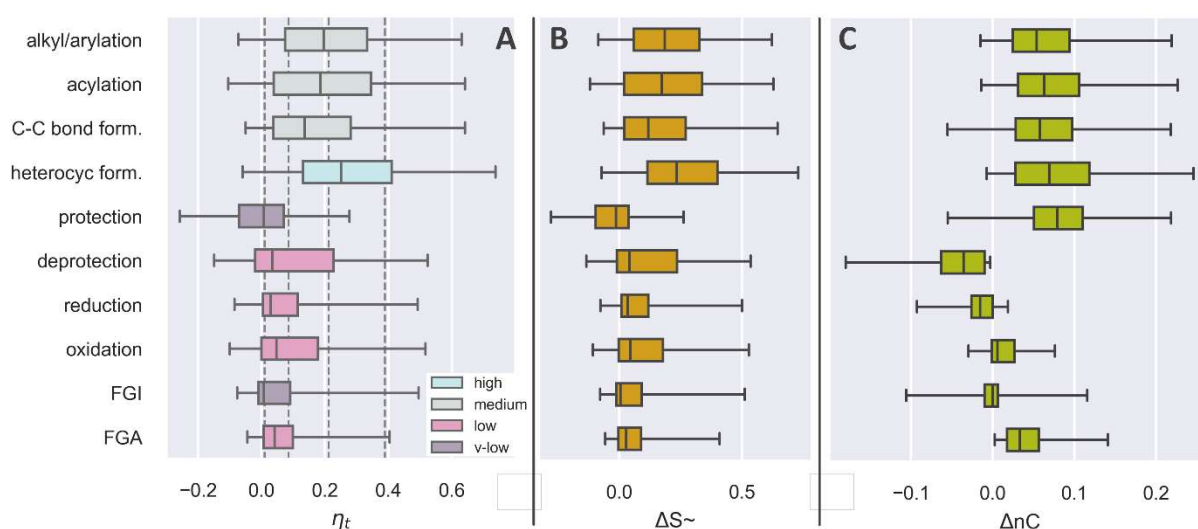 A
B
C
alkyl/arylation
acylation
C-C bond form.
heterocyc form.
protection
deprotection
reduction
oxidation
FGI
FGA
high
medium
low
v-low
−0.2 0.0 0.2 0.4 0.6
0.0 0.5
−0.1 0.0 0.1 0.2
ηt
ΔS~
ΔnC